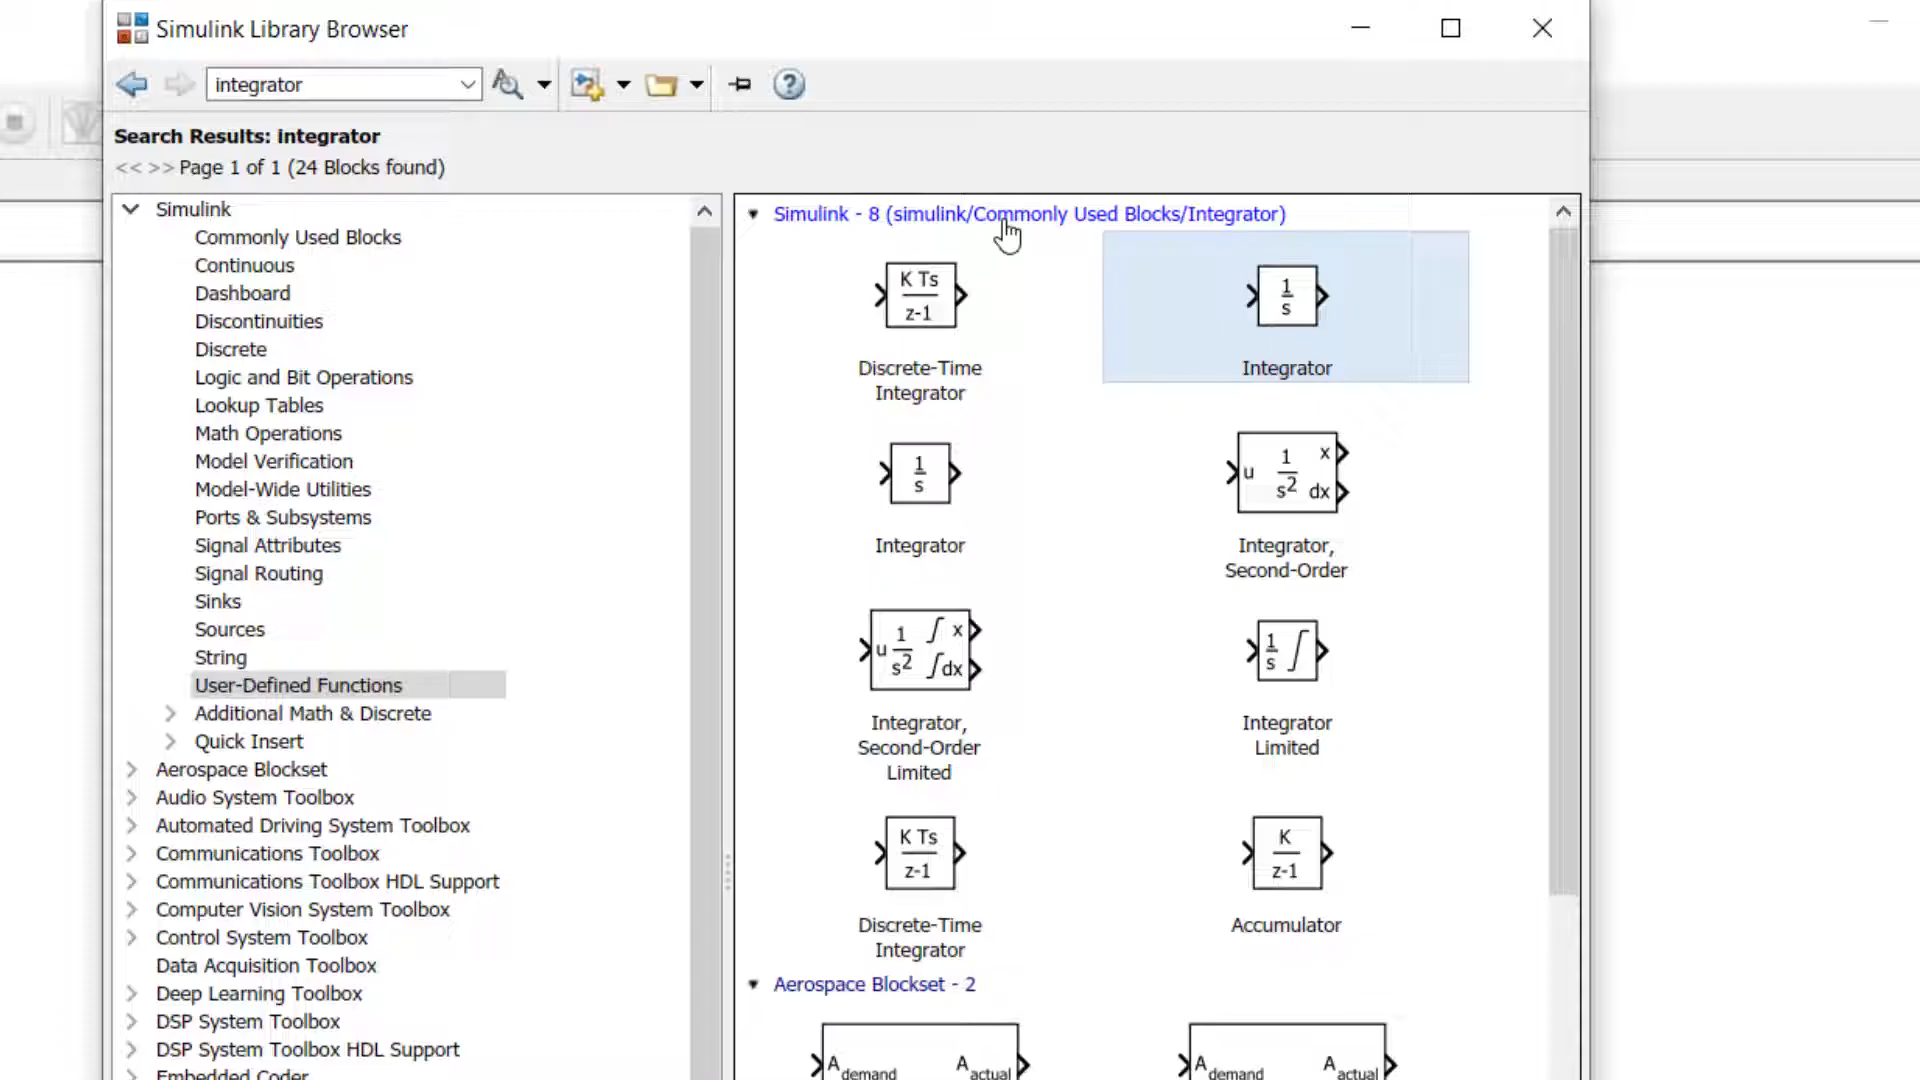 Simulink Library Browser
integrator
Search Results: integrator
<< >> Page 1 of 1 (24 Blocks found)
Simulink
Commonly Used Blocks
Continuous
Dashboard
Discontinuities
Discrete
Logic and Bit Operations
Lookup Tables
Math Operations
Model Verification
Model-Wide Utilities
Ports & Subsystems
Signal Attributes
Signal Routing
Sinks
Sources
String
User-Defined Functions
Additional Math & Discrete
Quick Insert
Aerospace Blockset
Audio System Toolbox
Automated Driving System Toolbox
Communications Toolbox
Communications Toolbox HDL Support
Computer Vision System Toolbox
Control System Toolbox
Data Acquisition Toolbox
Deep Learning Toolbox
DSP System Toolbox
DSP System Toolbox HDL Support
Embedded Coder
Simulink - 8 (simulink/Commonly Used Blocks/Integrator)
K Ts
z-1
Discrete-Time
Integrator
1
s
Integrator
1
s
Integrator
u 1 x
s2 dx
Integrator,
Second-Order
u 1 ∫ x
s2 ∫dx
Integrator,
Second-Order
Limited
1 ∫
s
Integrator
Limited
K Ts
z-1
Discrete-Time
Integrator
K
z-1
Accumulator
Aerospace Blockset - 2
A demand A actual
A demand A actual